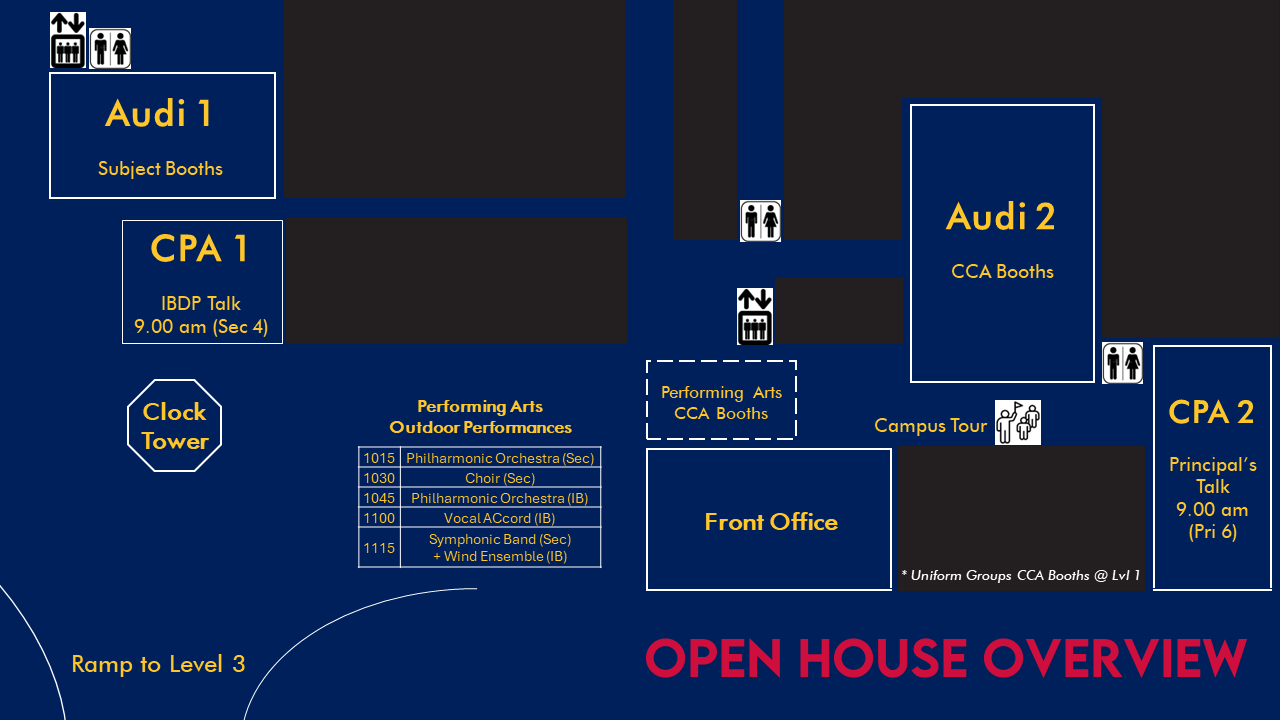 Audi 1
Subject Booths
CPA 1
IBDP Talk
9.00 am (Sec 4)
Clock
Tower
Performing Arts
Outdoor Performances
1015 Philharmonic Orchestra (Sec)
1030 Choir (Sec)
1045 Philharmonic Orchestra (IB)
1100 Vocal ACcord (IB)
1115 Symphonic Band (Sec)
+ Wind Ensemble (IB)
Ramp to Level 3
Audi 2
CCA Booths
Performing Arts
CCA Booths
Campus Tour
Front Office
* Uniform Groups CCA Booths @ Lvl 1
CPA 2
Principal's
Talk
9.00 am
(Pri 6)
OPEN HOUSE OVERVIEW